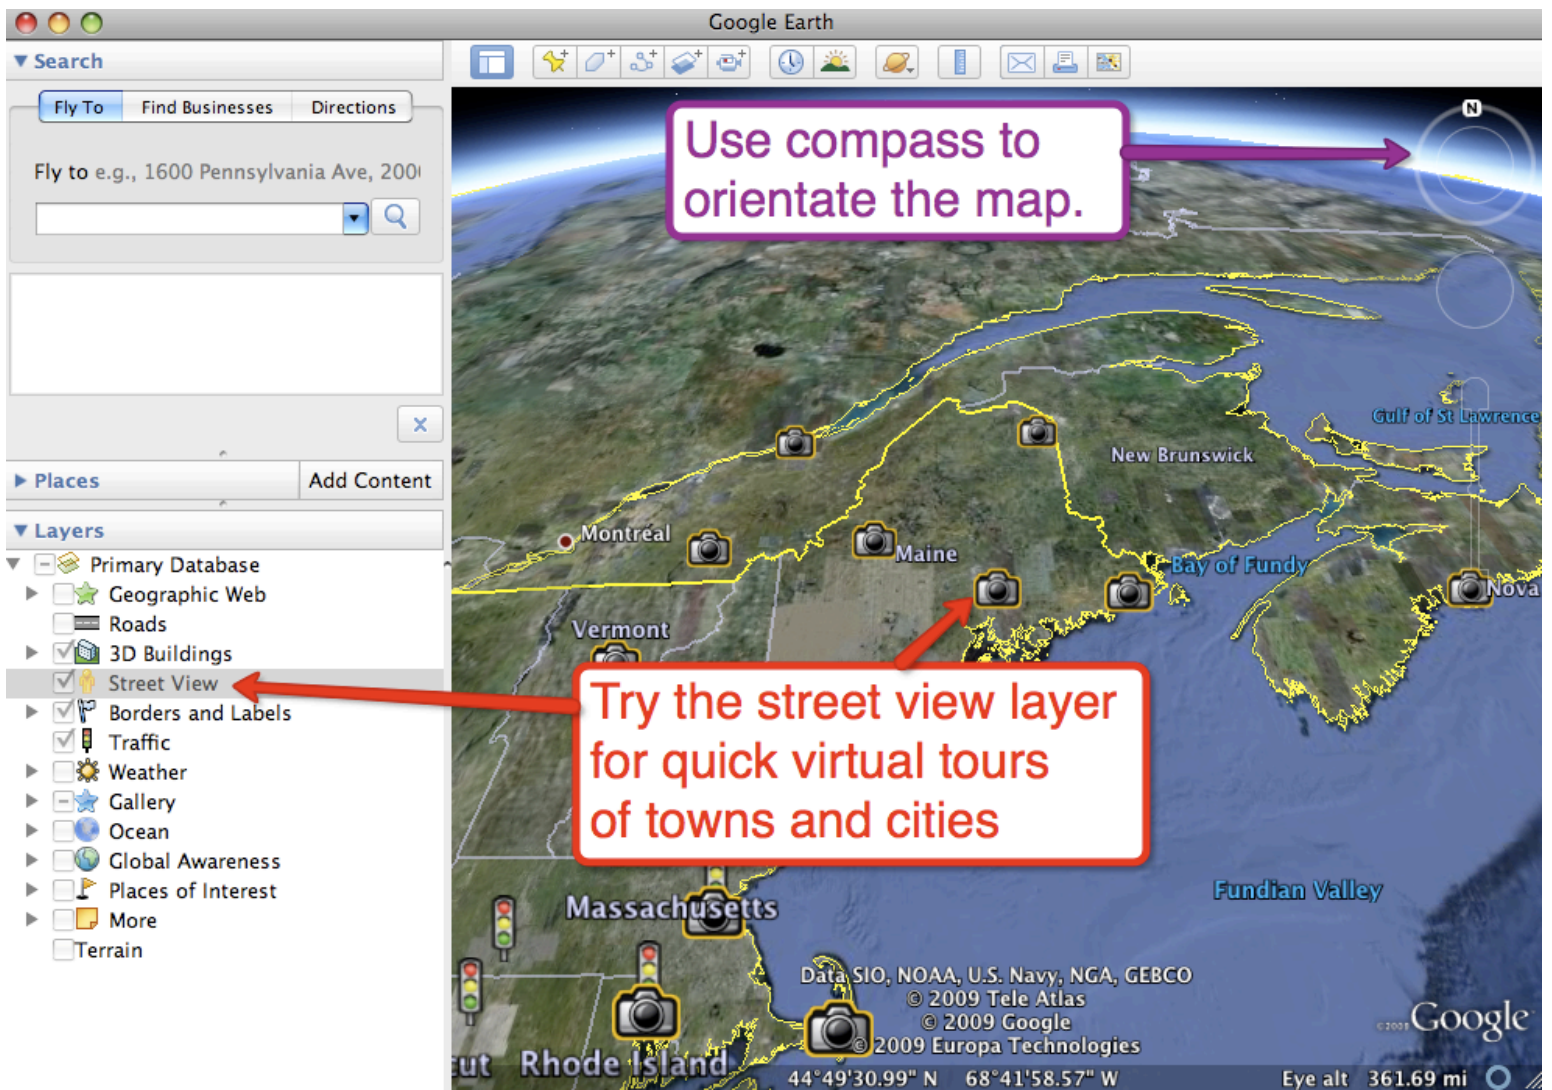 Google Earth
Search
Fly To
Find Businesses
Directions
Fly to e.g., 1600 Pennsylvania Ave, 200
Places
Add Content
Layers
Primary Database
Geographic Web
Roads
3D Buildings
Street View
Borders and Labels
Traffic
Weather
Gallery
Ocean
Global Awareness
Places of Interest
More
Terrain
Use compass to
orientate the map.
N
Gulf of St Lawrence
New Brunswick
Montréal
Maine
Bay of Fundy
Nova
Vermont
Try the street view layer
for quick virtual tours
of towns and cities
Fundian Valley
Massachusetts
Data SIO, NOAA, U.S. Navy, NGA, GEBCO
© 2009 Tele Atlas
© 2009 Google
© 2009 Europa Technologies
Google
cut Rhode Island
44°49'30.99" N 68°41'58.57" W
Eye alt 361.69 mi